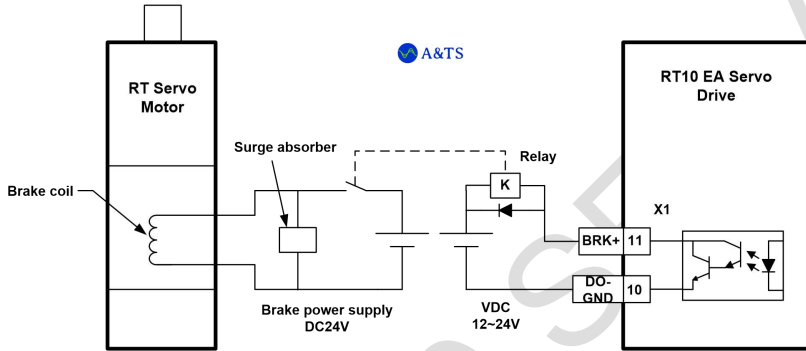 A&TS
RT Servo
Motor
RT10 EA Servo
Drive
Surge absorber
Relay
K
Brake coil
X1
BRK+ 11
DO-
GND 10
Brake power supply
DC24V
VDC
12~24V